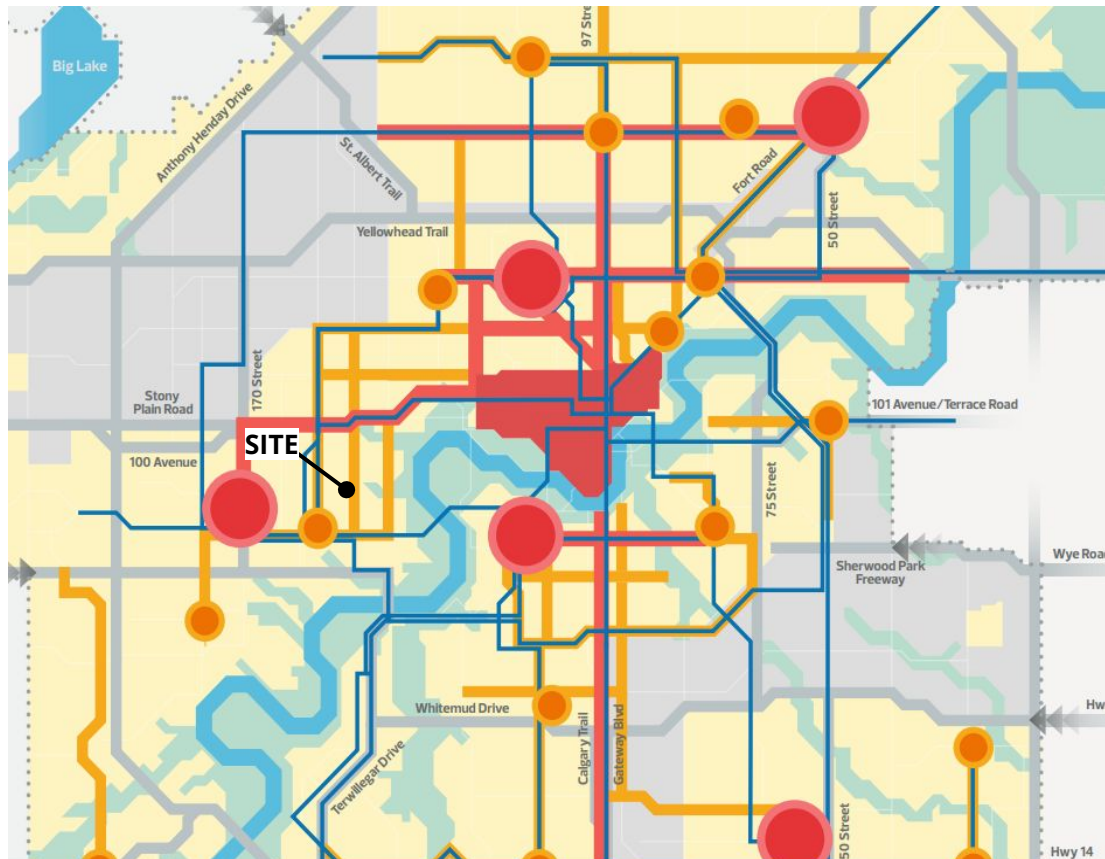 97 Stre
Big Lake
Anthony Henday Drive
St. Albert Trail
Fort Road
50 Street
Yellowhead Trail
170 Street
Stony
Plain Road
101 Avenue/Terrace Road
SITE
100 Avenue
75 Street
Sherwood Park
Freeway
Wye Road
Whitemud Drive
Hw
Calgary Trail
Gateway Blvd
Terwillegar Drive
50 Street
Hwy 14